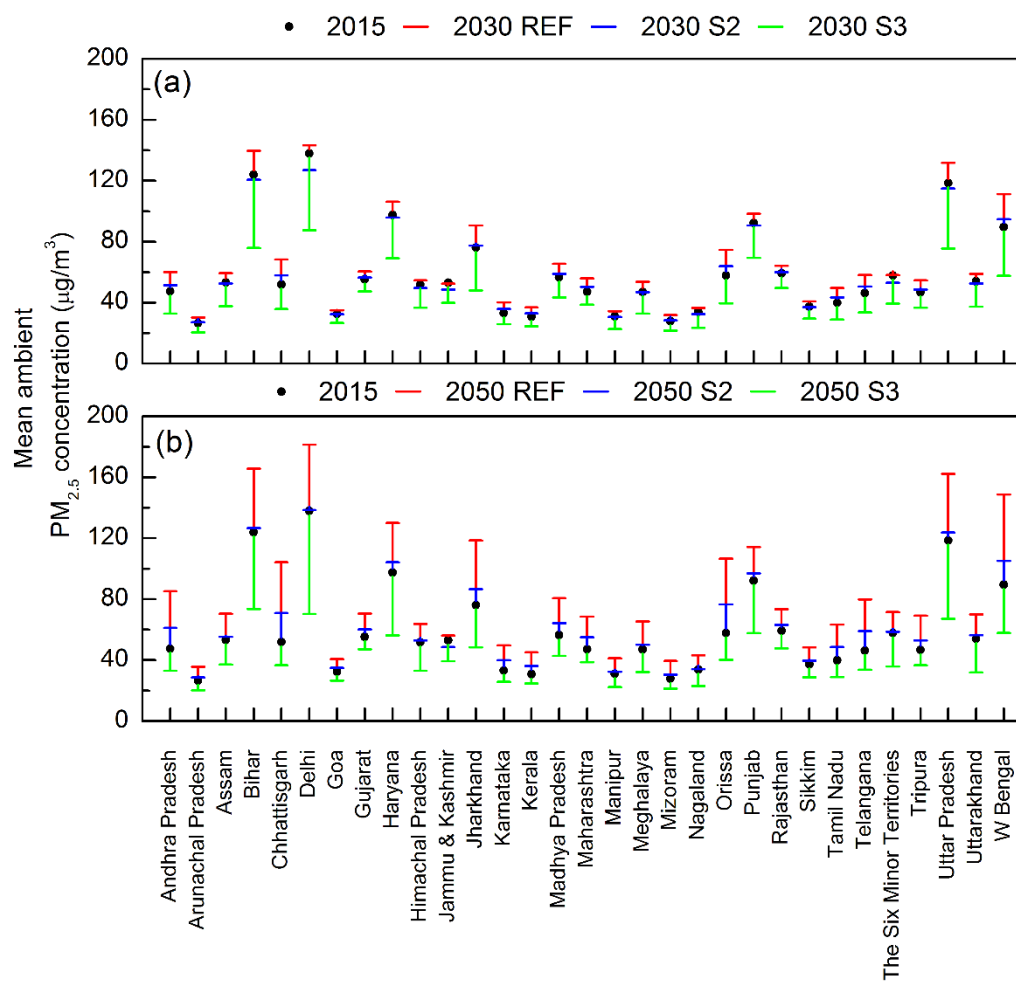 2015 2030 REF 2030 S2 2030 S3
(a)
200
160
120
80
40
0
2015 2050 REF 2050 S2 2050 S3
(b)
200
160
120
80
40
0
Mean ambient
PM2.5 concentration (μg/m³)
Andhra Pradesh
Arunachal Pradesh
Assam
Bihar
Chhattisgarh
Delhi
Goa
Gujarat
Haryana
Himachal Pradesh
Jammu & Kashmir
Jharkhand
Karnataka
Kerala
Madhya Pradesh
Maharashtra
Manipur
Meghalaya
Mizoram
Nagaland
Orissa
Punjab
Rajasthan
Sikkim
Tamil Nadu
Telangana
The Six Minor Territories
Tripura
Uttar Pradesh
Uttarakhand
W Bengal